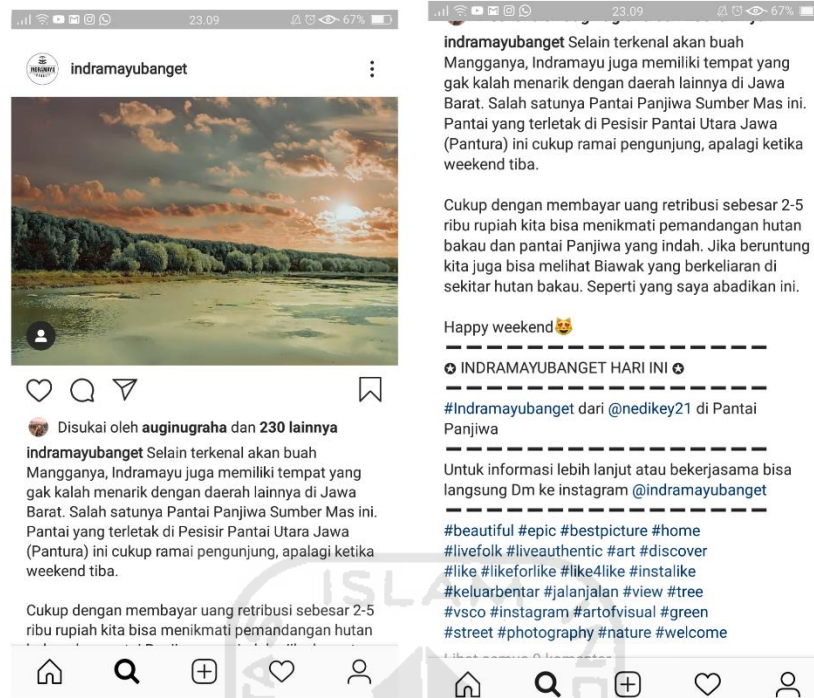 23.09
67%
indramayubanget
Disukai oleh auginugraha dan 230 lainnya
indramayubanget Selain terkenal akan buah
Mangganya, Indramayu juga memiliki tempat yang
gak kalah menarik dengan daerah lainnya di Jawa
Barat. Salah satunya Pantai Panjiwa Sumber Mas ini.
Pantai yang terletak di Pesisir Pantai Utara Jawa
(Pantura) ini cukup ramai pengunjung, apalagi ketika
weekend tiba.
Cukup dengan membayar uang retribusi sebesar 2-5
ribu rupiah kita bisa menikmati pemandangan hutan
23.09
67%
indramayubanget Selain terkenal akan buah
Mangganya, Indramayu juga memiliki tempat yang
gak kalah menarik dengan daerah lainnya di Jawa
Barat. Salah satunya Pantai Panjiwa Sumber Mas ini.
Pantai yang terletak di Pesisir Pantai Utara Jawa
(Pantura) ini cukup ramai pengunjung, apalagi ketika
weekend tiba.
Cukup dengan membayar uang retribusi sebesar 2-5
ribu rupiah kita bisa menikmati pemandangan hutan
bakau dan pantai Panjiwa yang indah. Jika beruntung
kita juga bisa melihat Biawak yang berkeliaran di
sekitar hutan bakau. Seperti yang saya abadikan ini.
Happy weekend😻
✪ INDRAMAYUBANGET HARI INI ✪
#Indramayubanget dari @nedikey21 di Pantai
Panjiwa
Untuk informasi lebih lanjut atau bekerjasama bisa
langsung Dm ke instagram @indramayubanget
#beautiful #epic #bestpicture #home
#livefolk #liveauthentic #art #discover
#like #likeforlike #like4like #instalike
#keluarbentar #jalanjalan #view #tree
#vsco #instagram #artofvisual #green
#street #photography #nature #welcome
ISLAM